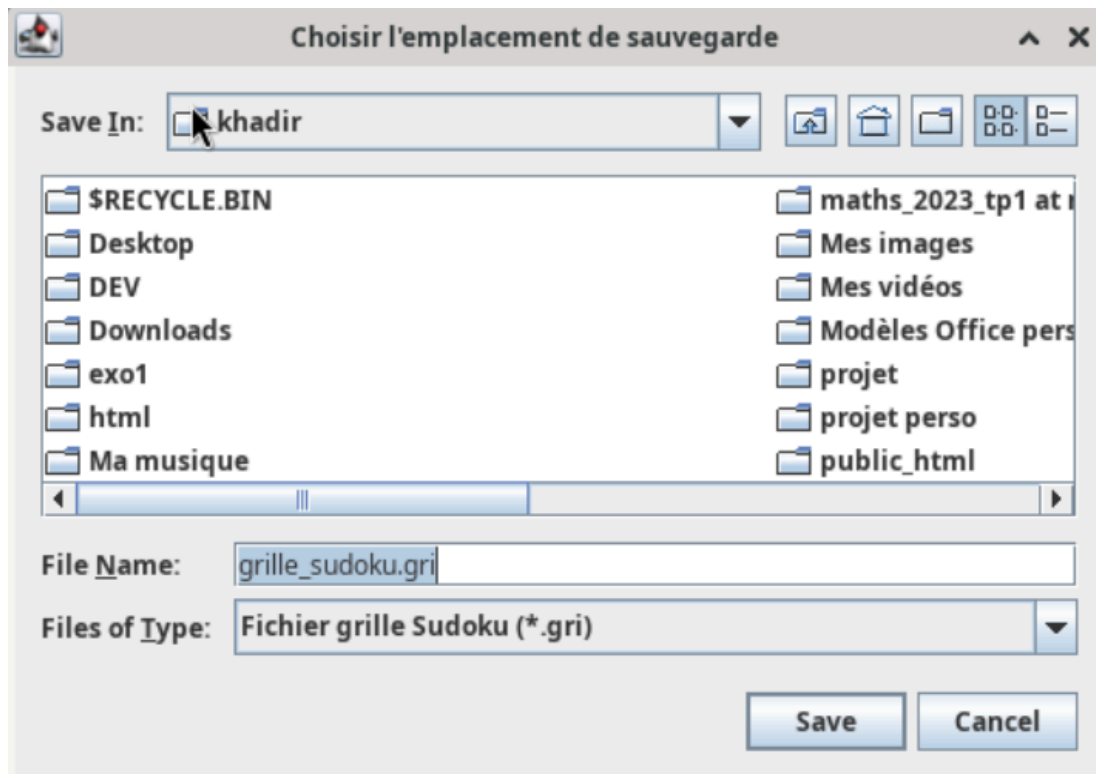 Choisir l'emplacement de sauvegarde
Save In: khadir
$RECYCLE.BIN
Desktop
DEV
Downloads
exo1
html
Ma musique
maths_2023_tp1 at
Mes images
Mes vidéos
Modèles Office pers
projet
projet perso
public_html
File Name: grille_sudoku.gri
Files of Type: Fichier grille Sudoku (*.gri)
Save Cancel